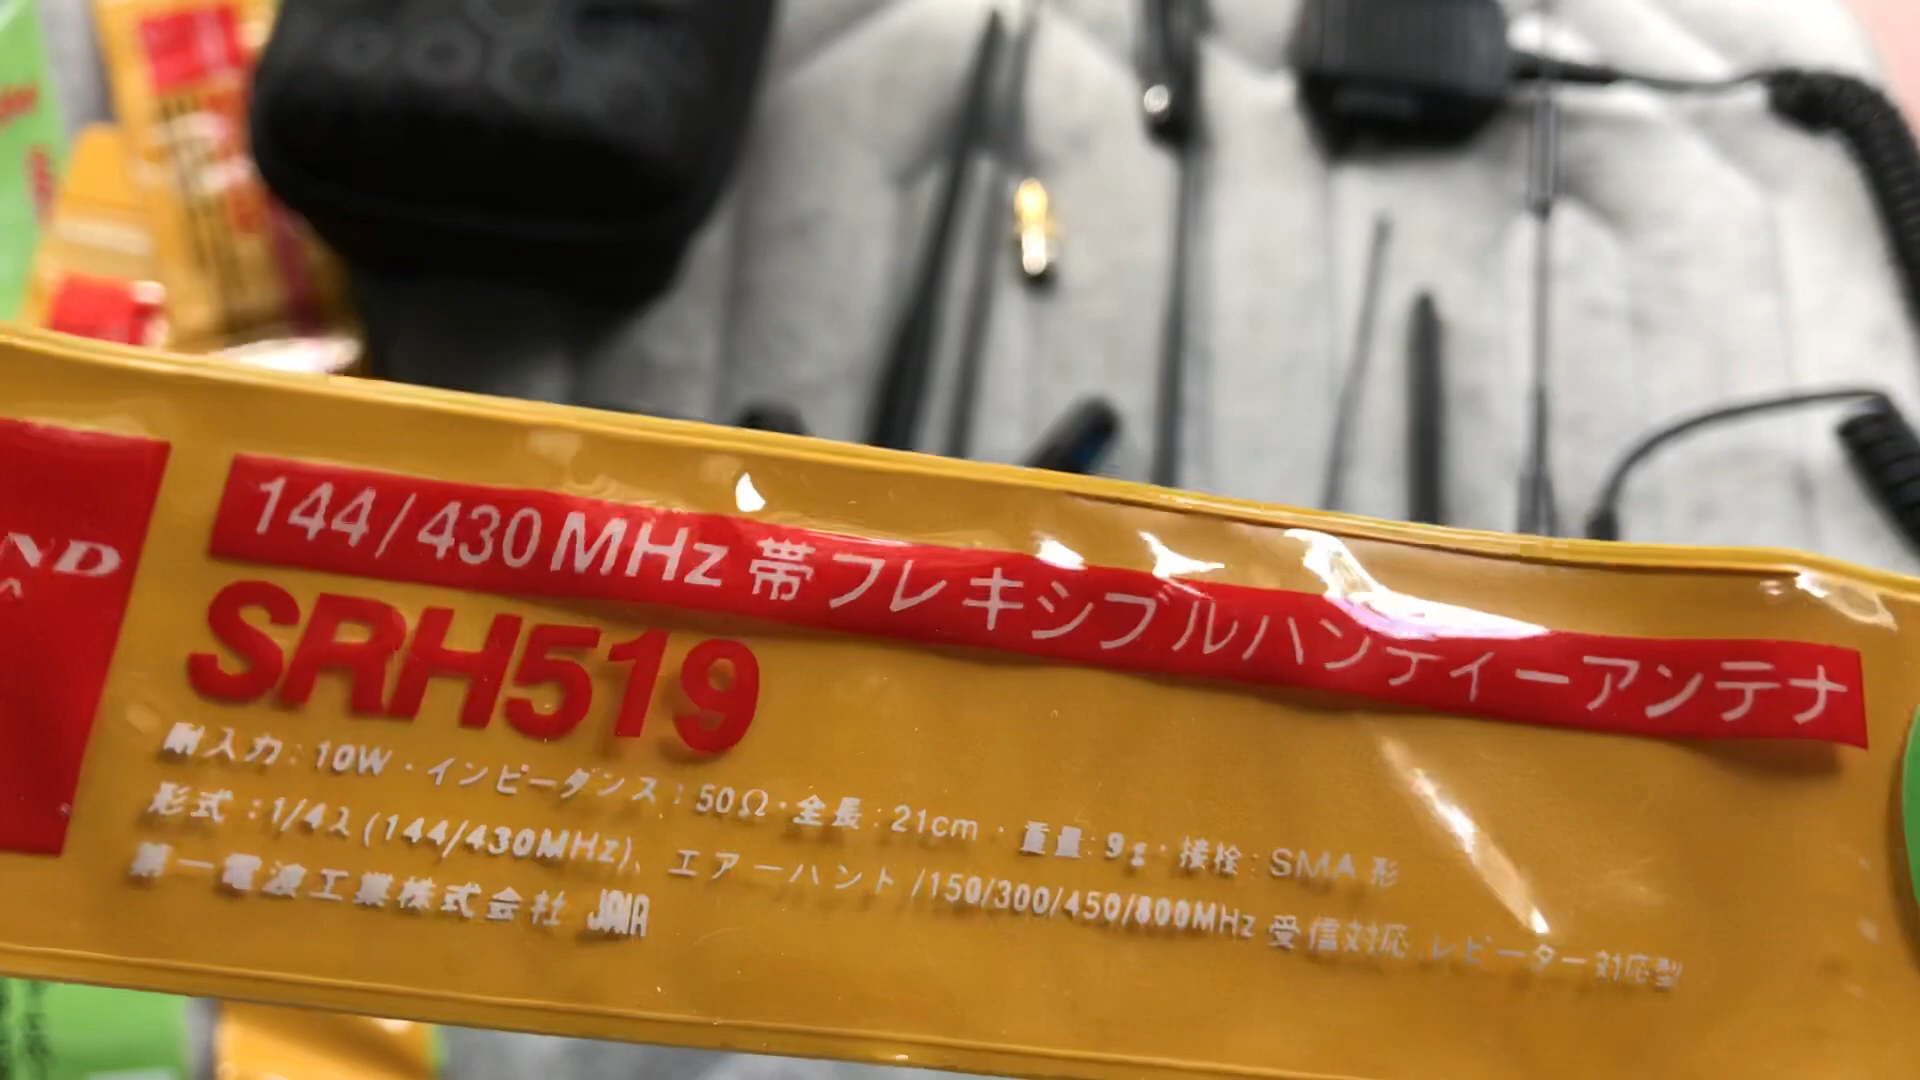 ND
144/430MHz帯フレキシブルハンディーアンテナ
SRH519
耐入力:10W・インピーダンス:50Ω・全長:21cm・重量:9g・接栓:SMA形
形式:1/4λ(144/430MHz)、エアーハンド/150/300/450/800MHz受信対応、レピーター対応型
第一電波工業株式会社 JAIA